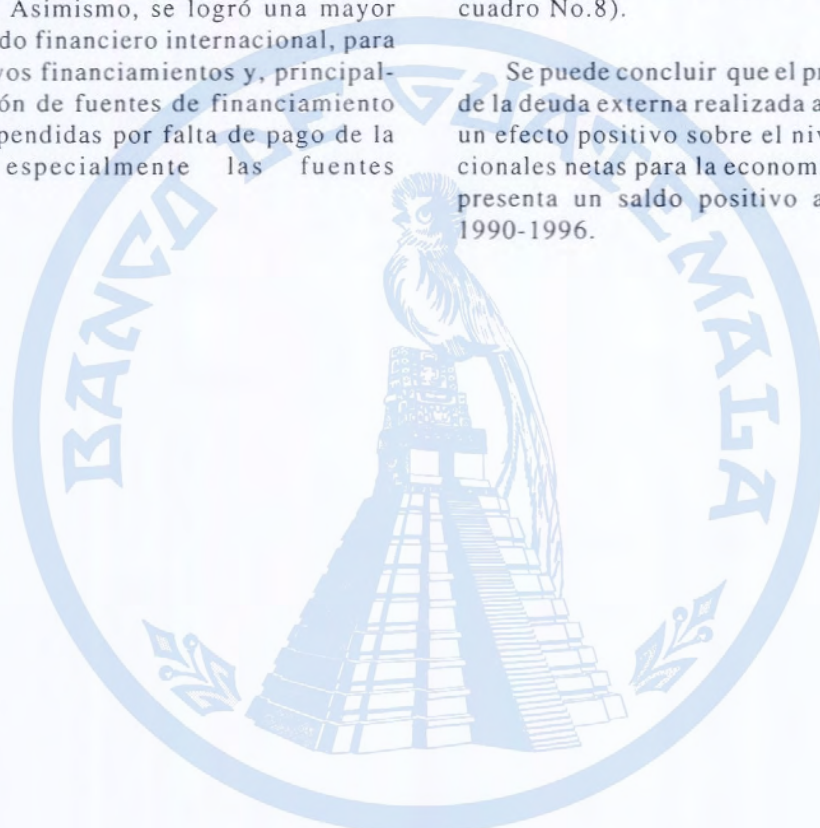 Asimismo, se logró una mayor
do financiero internacional, para
vos financiamientos y, principal-
ón de fuentes de financiamiento
pendidas por falta de pago de la
especialmente las fuentes
cuadro No.8).
Se puede concluir que el pr
de la deuda externa realizada a
un efecto positivo sobre el niv
cionales netas para la econom
presenta un saldo positivo a
1990-1996.
BANCO DE GUATEMALA